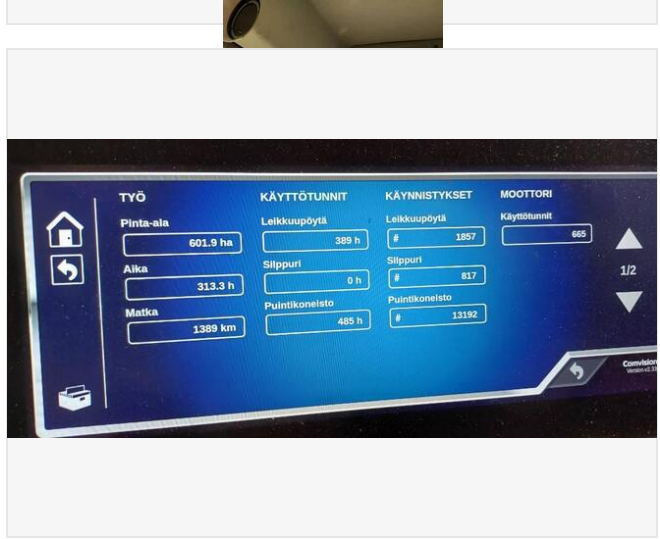 TYÖ
Pinta-ala
601.9 ha
Aika
313.3 h
Matka
1389 km
KÄYTTÖTUNNIT
Leikkuupöytä
389 h
Silppuri
0 h
Puintikoneisto
485 h
KÄYNNISTYKSET
Leikkuupöytä
# 1857
Silppuri
# 817
Puintikoneisto
# 13192
MOOTTORI
Käyttötunnit
665
1/2
Comvision